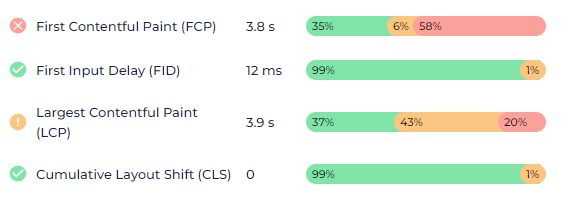 First Contentful Paint (FCP) 3.8 s 35% 6% 58%
First Input Delay (FID) 12 ms 99% 1%
Largest Contentful Paint
(LCP) 3.9 s 37% 43% 20%
Cumulative Layout Shift (CLS) 0 99% 1%